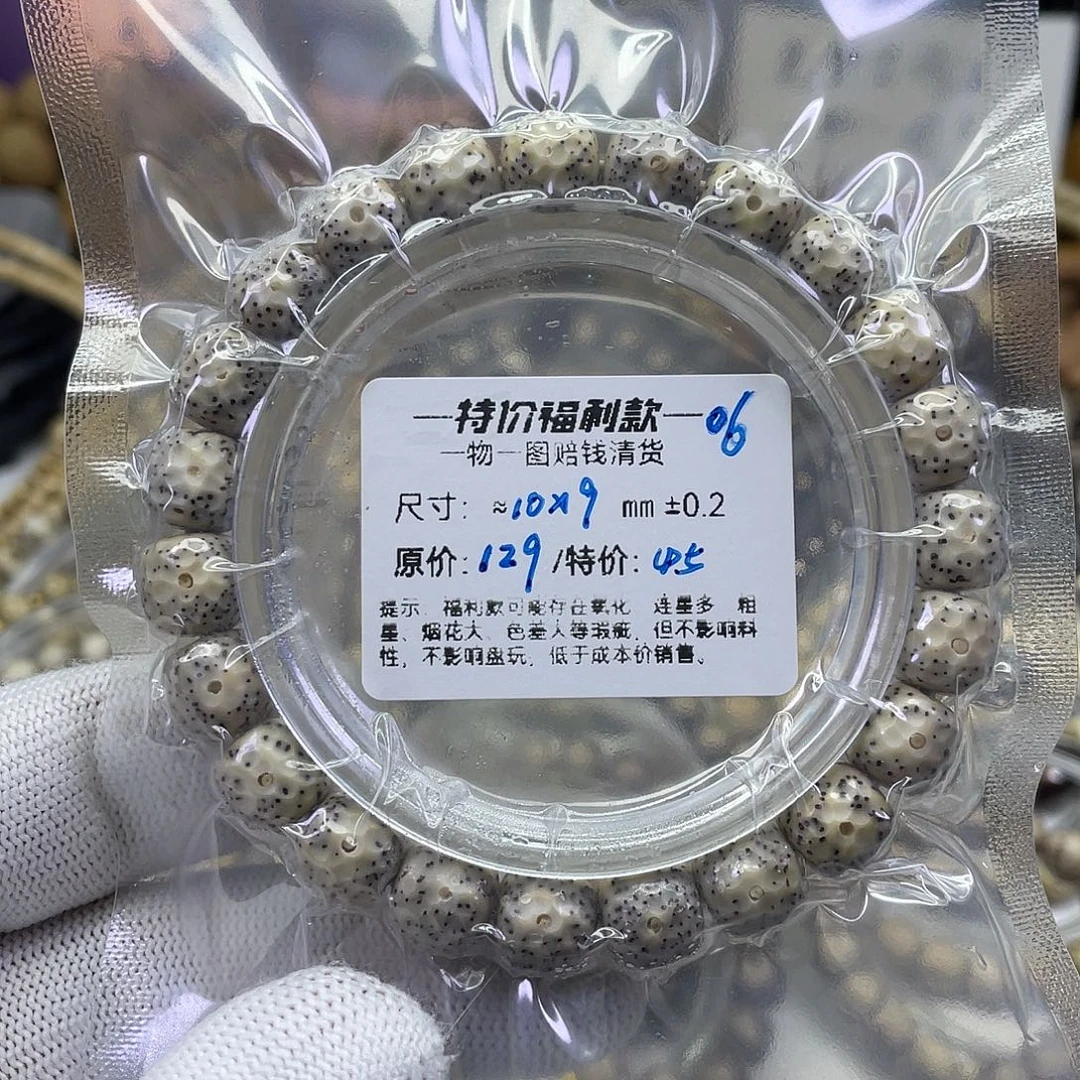 特价福利款 06
一物一图赔钱清货
尺寸: ≈10x9 mm ±0.2
原价: 129 /特价: 45
提示 福利款可能存在氧化 连星多 粗
星、烟花大 色差大等瑕疵, 但不影响料
性, 不影响盘玩, 低于成本价销售。